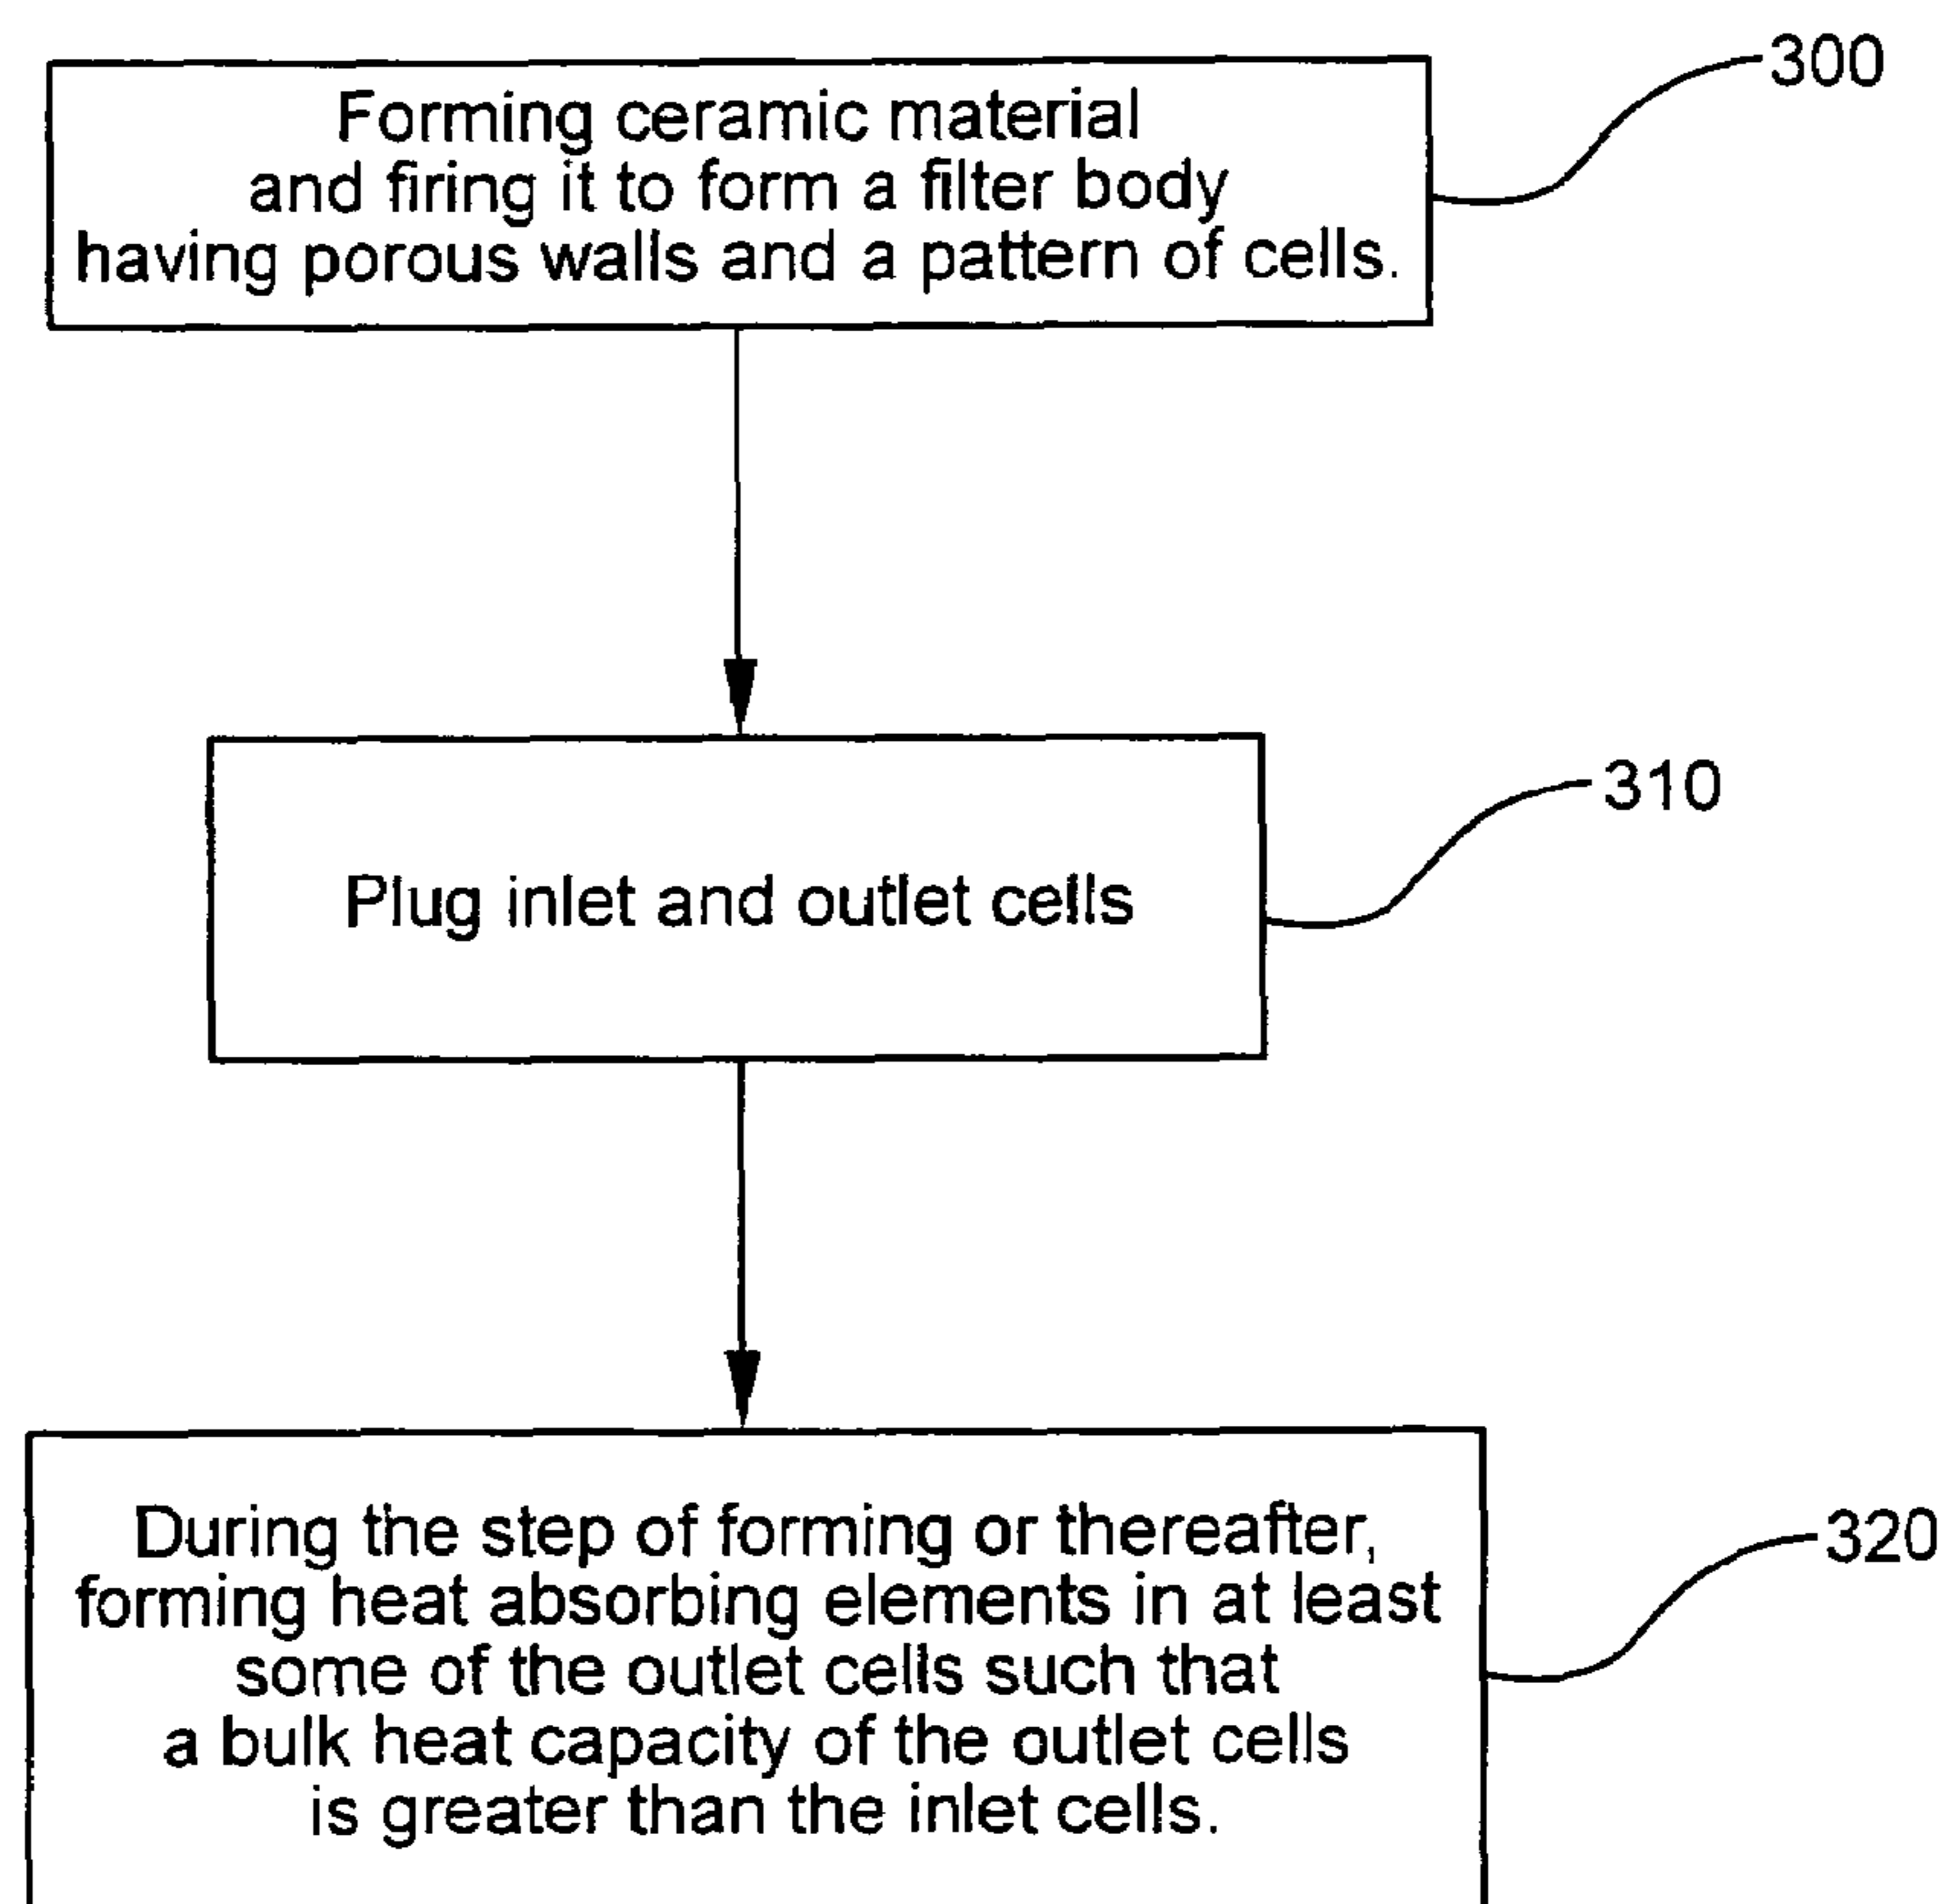 300
Forming ceramic material
and firing it to form a filter body
having porous walls and a pattern of cells.
310
Plug inlet and outlet cells
320
During the step of forming or thereafter,
forming heat absorbing elements in at least
some of the outlet cells such that
a bulk heat capacity of the outlet cells
is greater than the inlet cells.